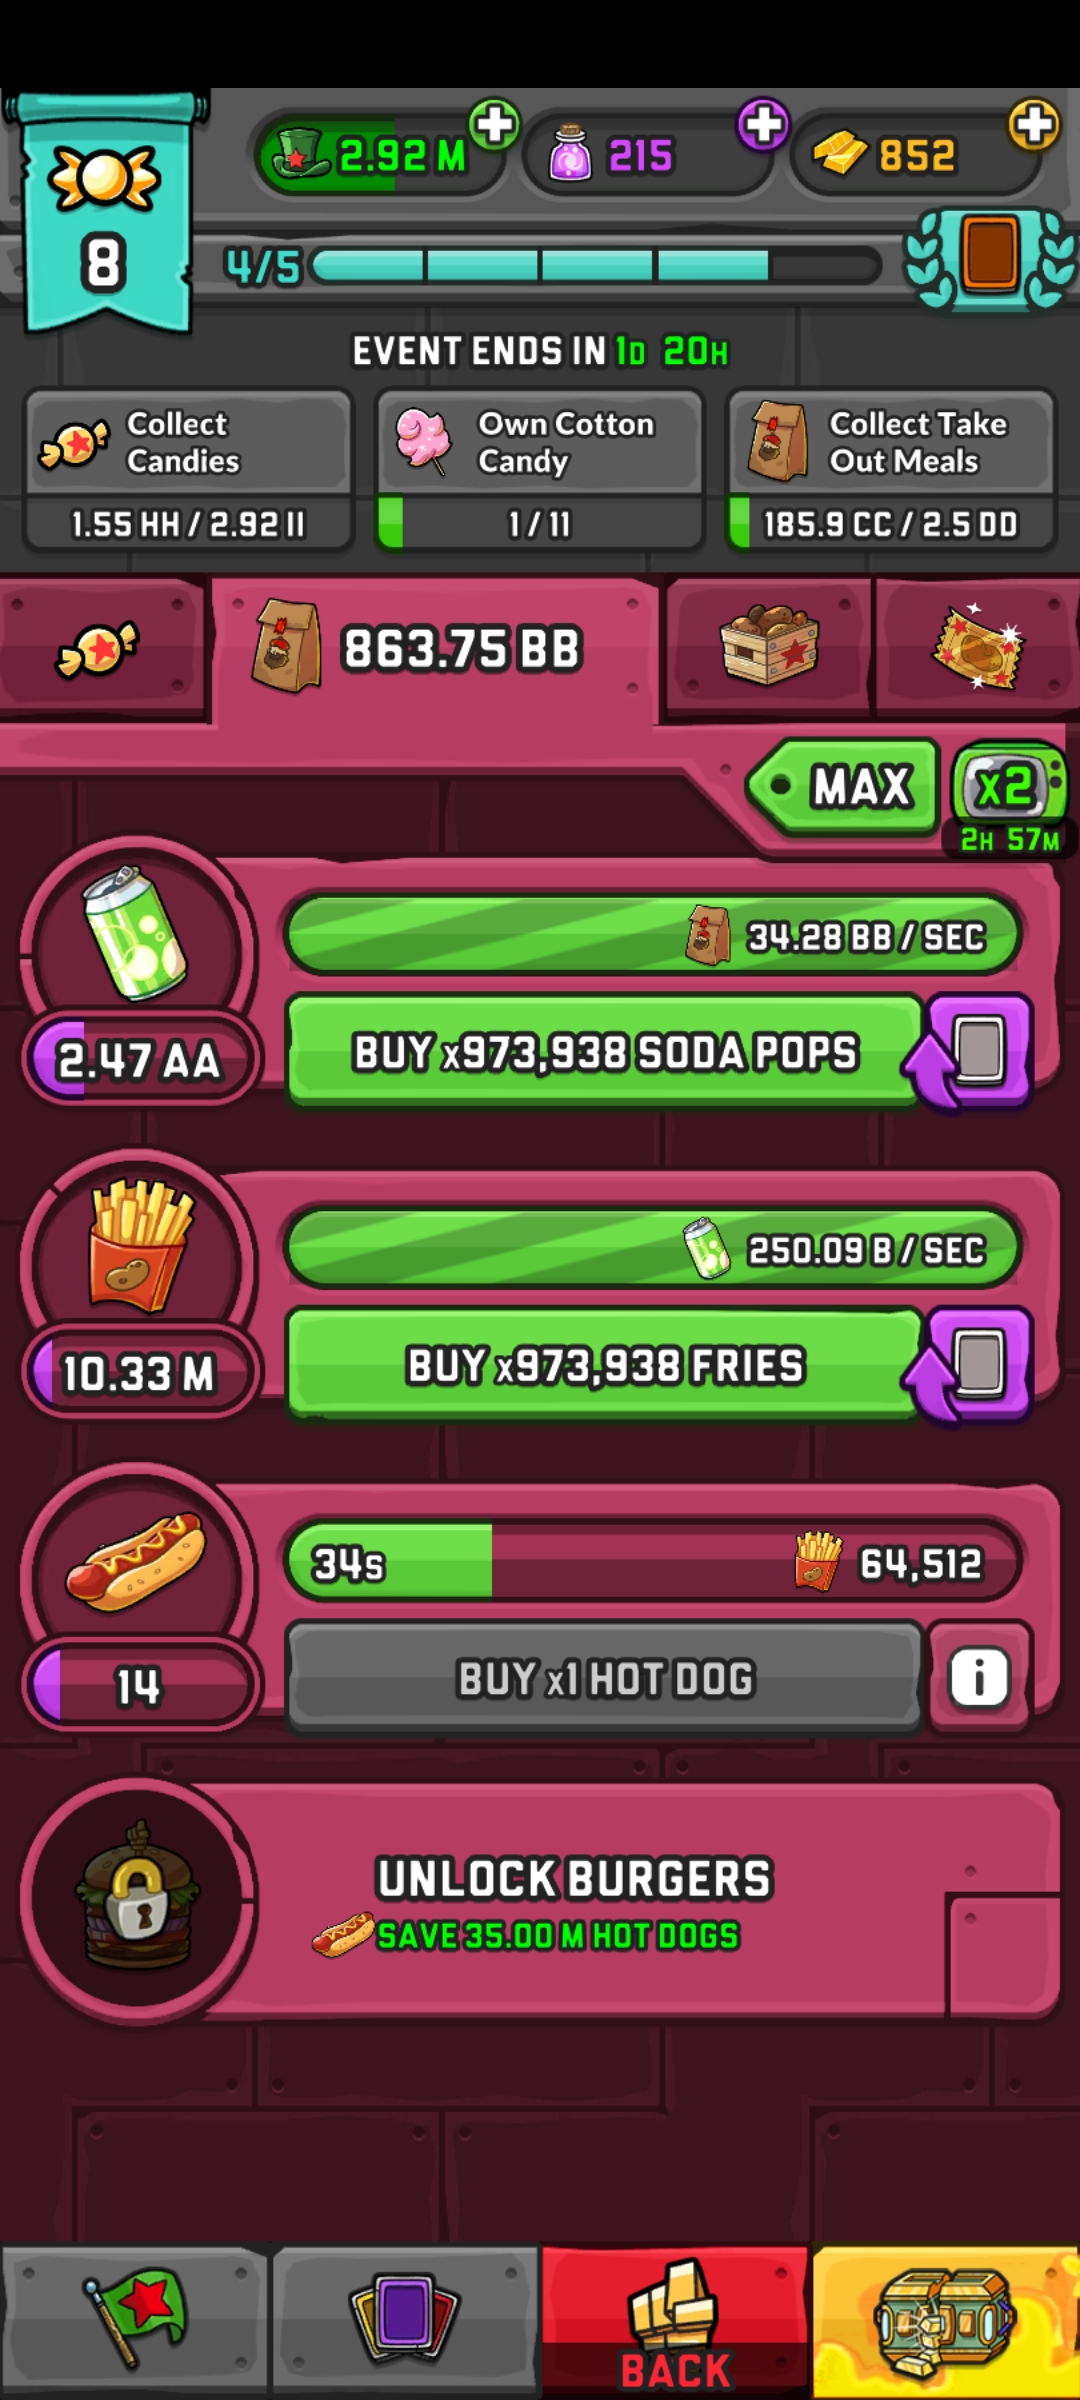 2.92 M
215
852
8
4/5
EVENT ENDS IN 1D 20H
Collect
Candies
1.55 HH / 2.92 II
Own Cotton
Candy
1 / 11
Collect Take
Out Meals
185.9 CC / 2.5 DD
863.75 BB
MAX
x2
2H 57M
34.28 BB / SEC
2.47 AA
BUY x973,938 SODA POPS
250.09 B / SEC
10.33 M
BUY x973,938 FRIES
34s
64,512
14
BUY x1 HOT DOG
i
UNLOCK BURGERS
SAVE 35.00 M HOT DOGS
BACK